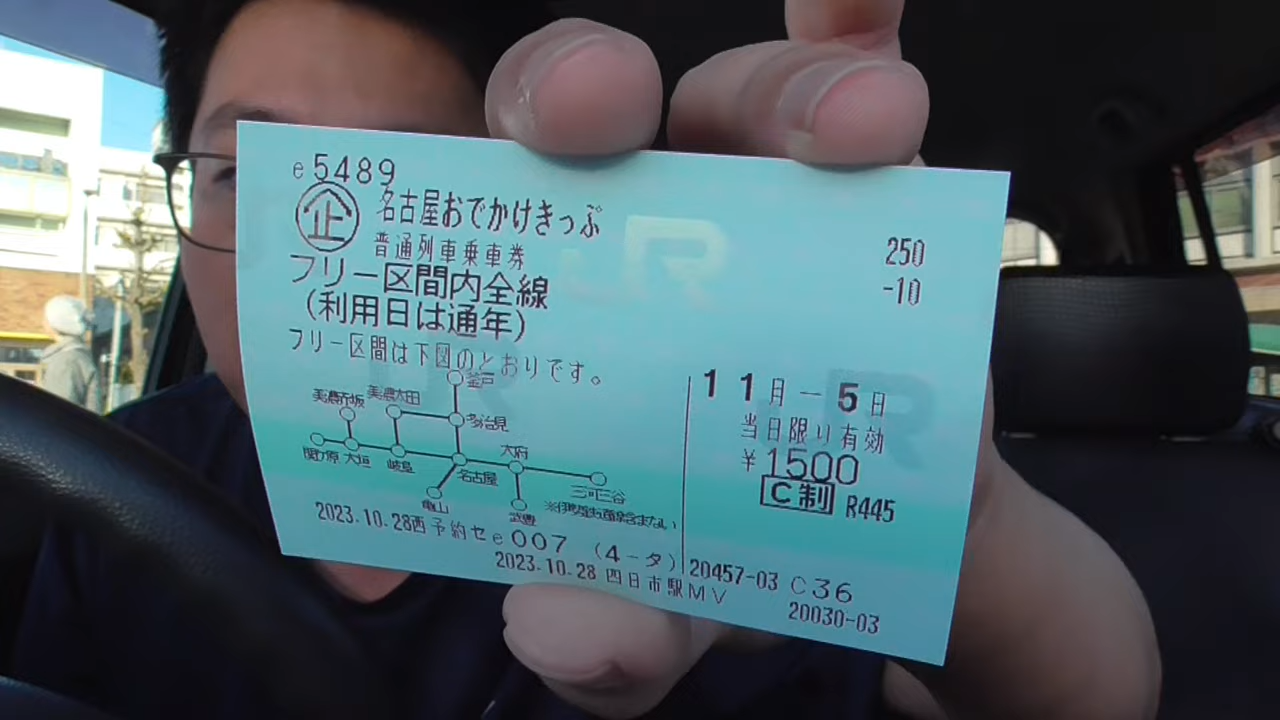 e5489
企 名古屋おでかけきっぷ
普通列車乗車券
250
-10
フリー区間内全線
(利用日は通年)
フリー区間は下図のとおりです。
釜戸
美濃赤坂 美濃太田 多治見
関ケ原 大垣 岐阜 名古屋 大府 三河三谷
亀山 武豊
11月-5日
当日限り有効
¥1500
C制 R445
2023.10.28西予約セe007 (4-タ) 20457-03 C36
2023.10.28 四日市駅MV 20030-03
JR